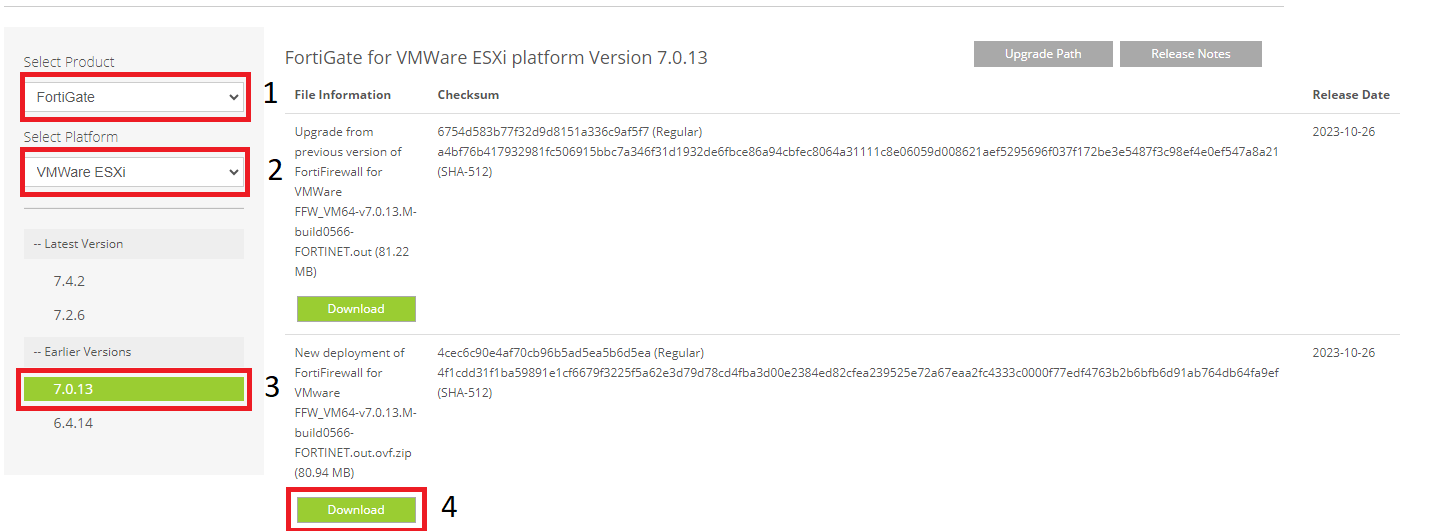 Select Product
FortiGate
1
Select Platform
VMWare ESXi
2
-- Latest Version
7.4.2
7.2.6
-- Earlier Versions
7.0.13
3
6.4.14
FortiGate for VMWare ESXi platform Version 7.0.13
Upgrade Path
Release Notes
File Information
Checksum
Release Date
Upgrade from
previous version of
FortiFirewall for
VMWare
FFW_VM64-v7.0.13.M-
build0566-
FORTINET.out (81.22
MB)
6754d583b77f32d9d8151a336c9af5f7 (Regular)
a4bf76b417932981fc506915bbc7a346f31d1932de6fbce86a94cbfec8064a31111c8e06059d008621aef5295696f037f172be3e5487f3c98ef4e0ef547a8a21
(SHA-512)
2023-10-26
Download
New deployment of
FortiFirewall for
VMware
FFW_VM64-v7.0.13.M-
build0566-
FORTINET.out.ovf.zip
(80.94 MB)
4cec6c90e4af70cb96b5ad5ea5b6d5ea (Regular)
4f1cdd31f1ba59891e1cf6679f3225f5a62e3d79d78cd4fba3d00e2384ed82cfea239525e72a67eaa2fc4333c0000f77edf4763b2b6bfb6d91ab764db64fa9ef
(SHA-512)
2023-10-26
Download
4